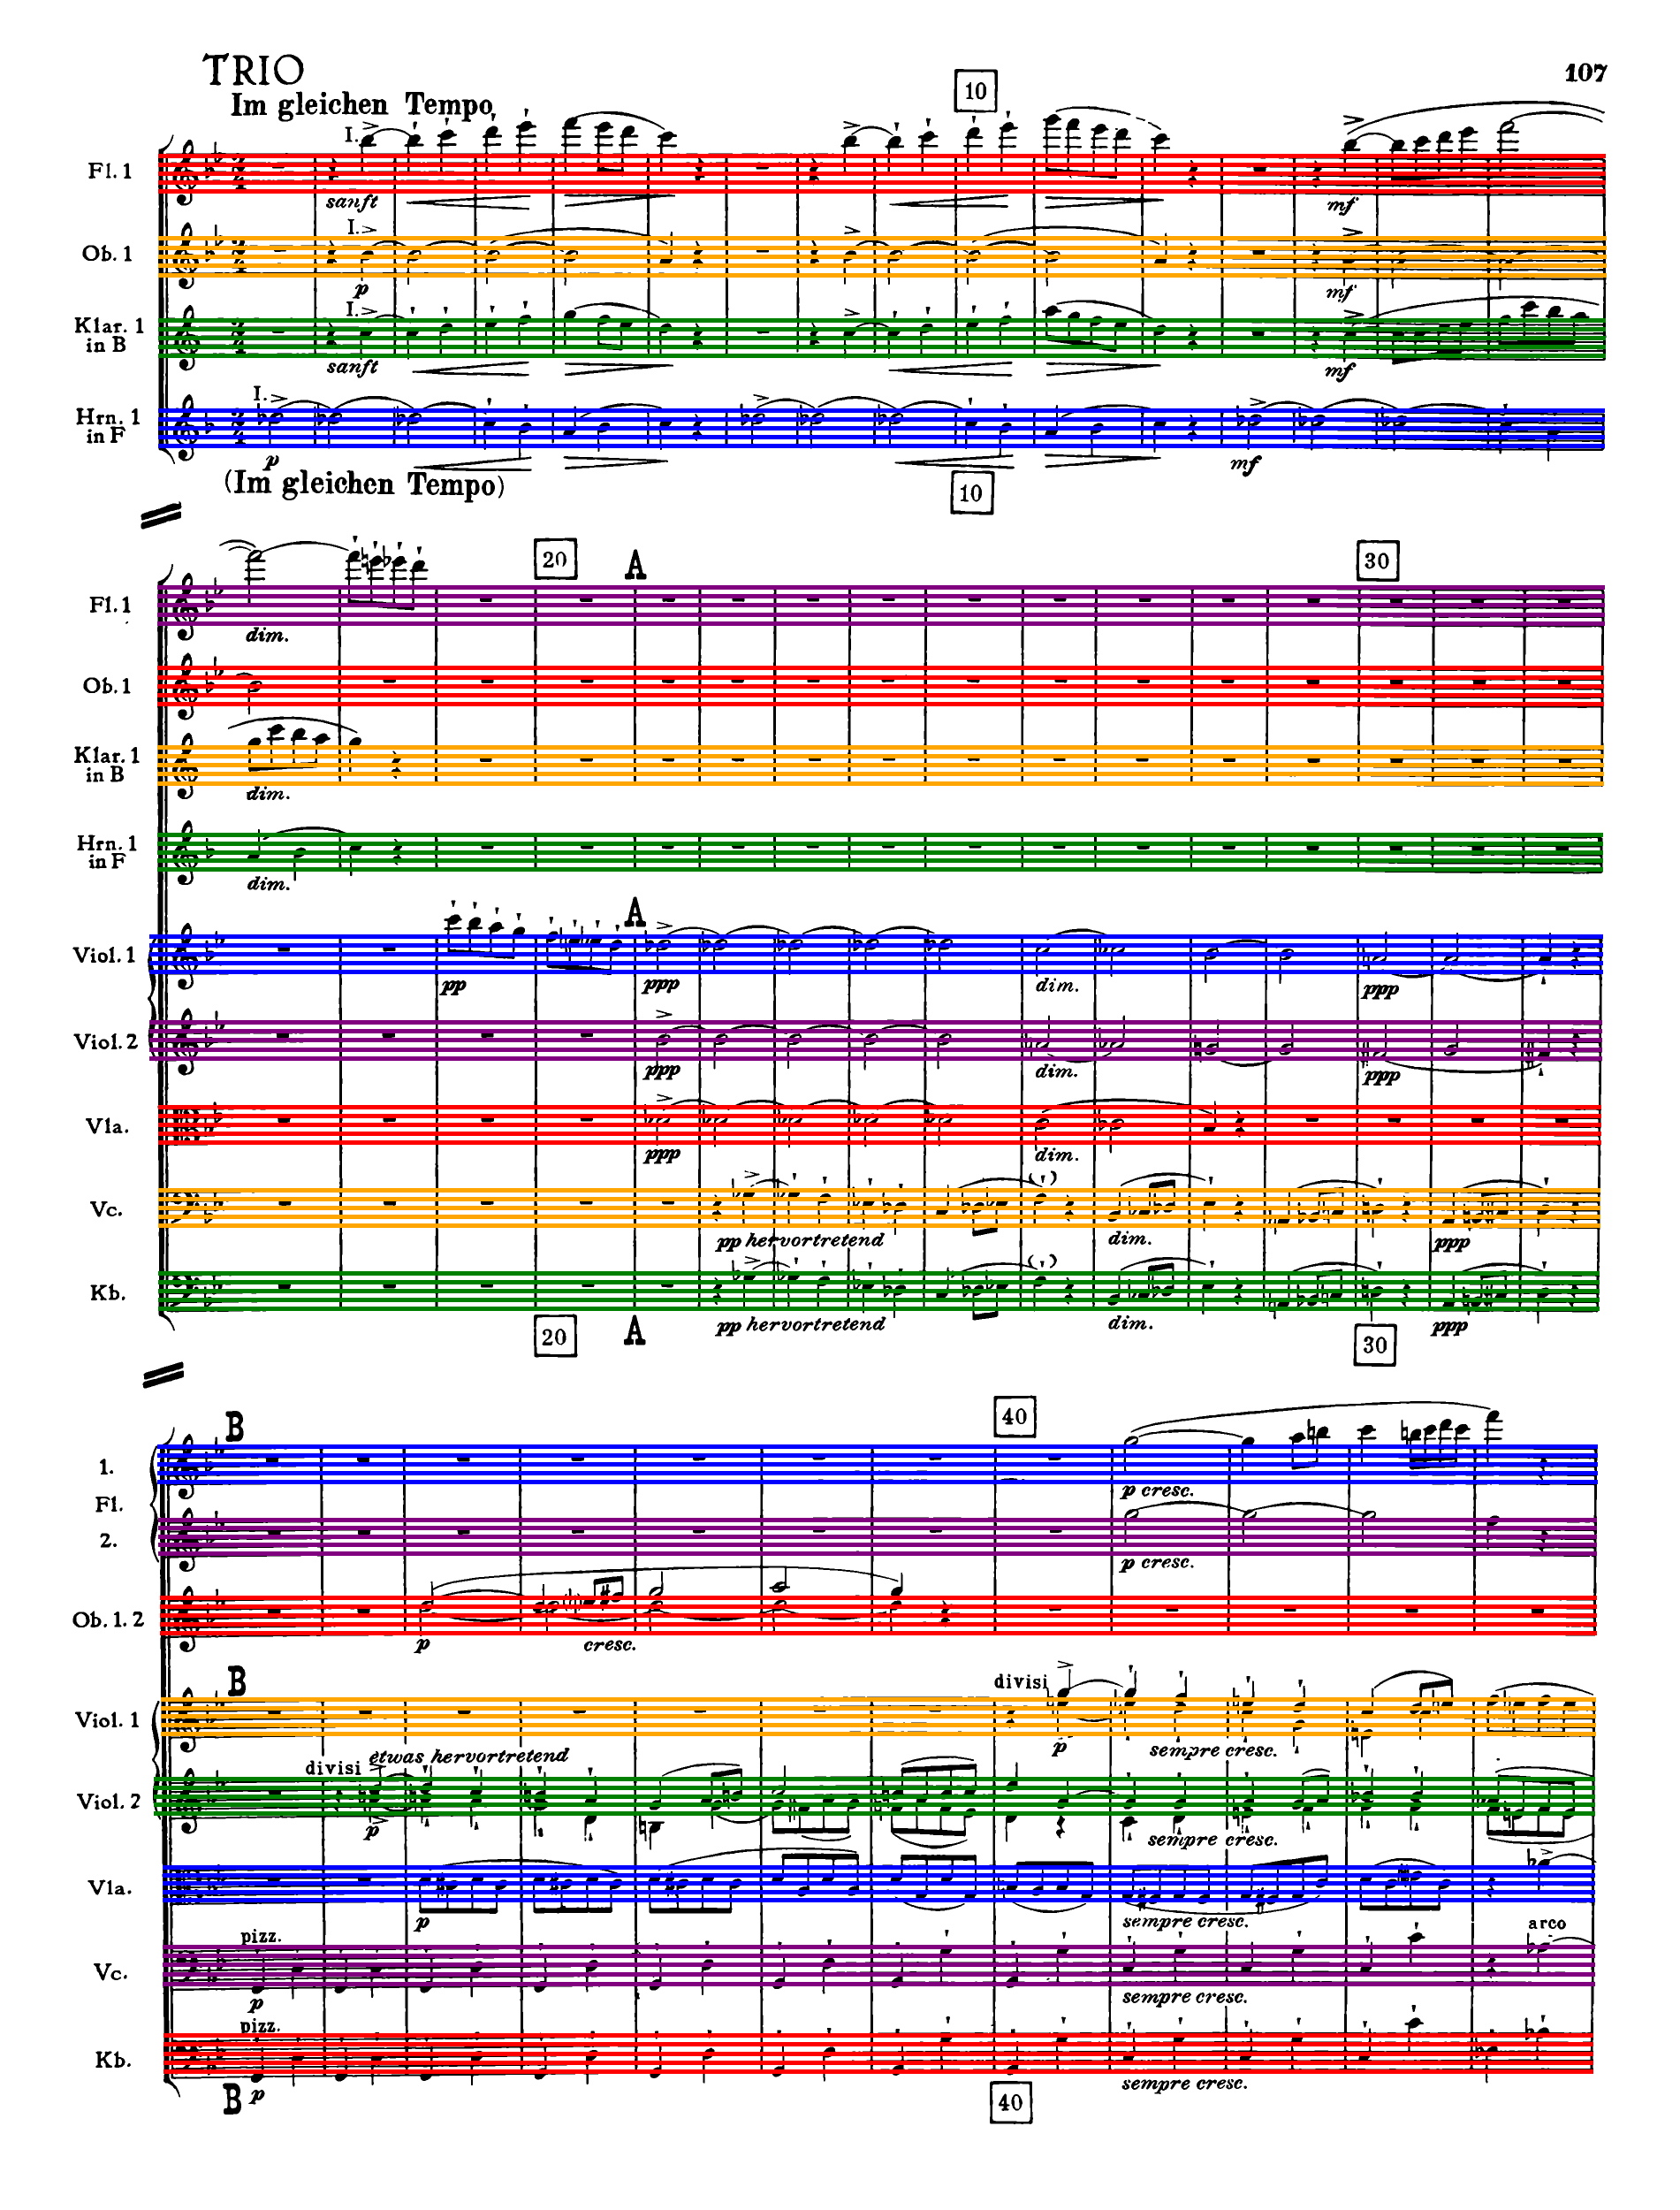 TRIO
107
Im gleichen Tempo
10
Fl. 1
I.
sanft
mf
Ob. 1
I.
p
mf
Klar. 1
in B
I.
sanft
mf
Hrn. 1
in F
I.
p
mf
(Im gleichen Tempo)
10
20
A
30
Fl. 1
dim.
Ob. 1
Klar. 1
in B
dim.
Hrn. 1
in F
dim.
A
Viol. 1
pp
ppp
dim.
ppp
Viol. 2
ppp
dim.
ppp
Vla.
ppp
dim.
Vc.
pp hervortretend
dim.
ppp
Kb.
pp hervortretend
dim.
ppp
20
A
30
B
40
1.
p cresc.
Fl.
2.
p cresc.
Ob. 1. 2
p
cresc.
B
divisi
Viol. 1
p
sempre cresc.
etwas hervortretend
divisi
Viol. 2
p
sempre cresc.
Vla.
p
sempre cresc.
pizz.
arco
Vc.
p
sempre cresc.
pizz.
Kb.
p
sempre cresc.
B
40